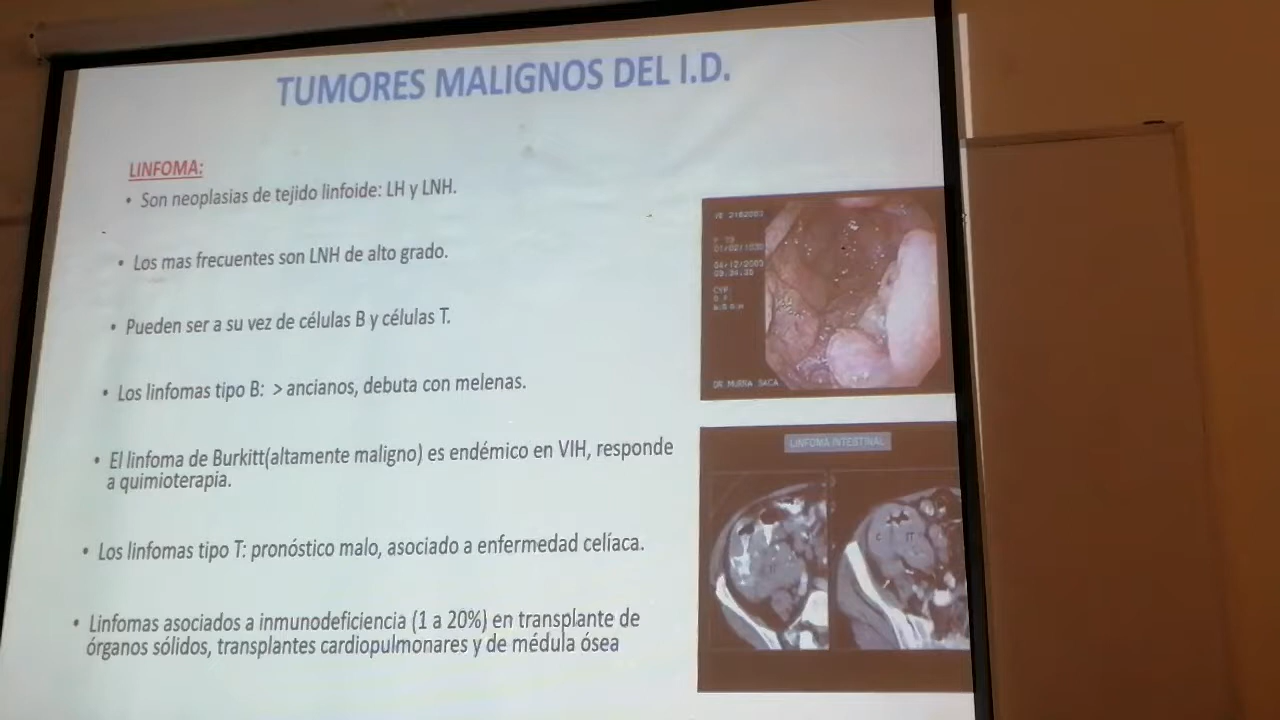 TUMORES MALIGNOS DEL I.D.
LINFOMA:
• Son neoplasias de tejido linfoide: LH y LNH.
• Los mas frecuentes son LNH de alto grado.
• Pueden ser a su vez de células B y células T.
• Los linfomas tipo B: > ancianos, debuta con melenas.
• El linfoma de Burkitt(altamente maligno) es endémico en VIH, responde
a quimioterapia.
• Los linfomas tipo T: pronóstico malo, asociado a enfermedad celíaca.
• Linfomas asociados a inmunodeficiencia (1 a 20%) en transplante de
órganos sólidos, transplantes cardiopulmonares y de médula ósea
DR MURRA SACA
LINFOMA INTESTINAL